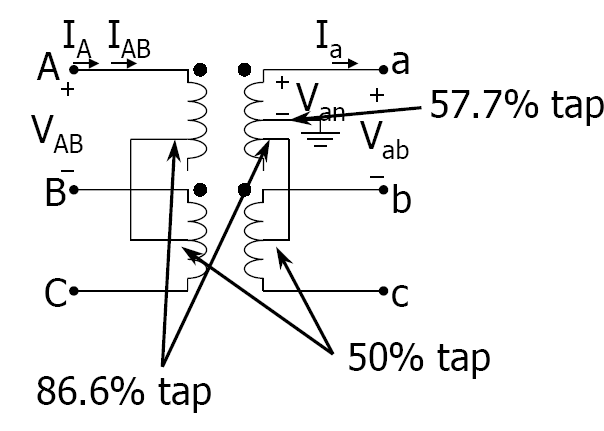 I_A I_AB I_a
A + a
+ V_an + 57.7% tap
V_AB - V_ab
- -
B b
C c
50% tap
86.6% tap